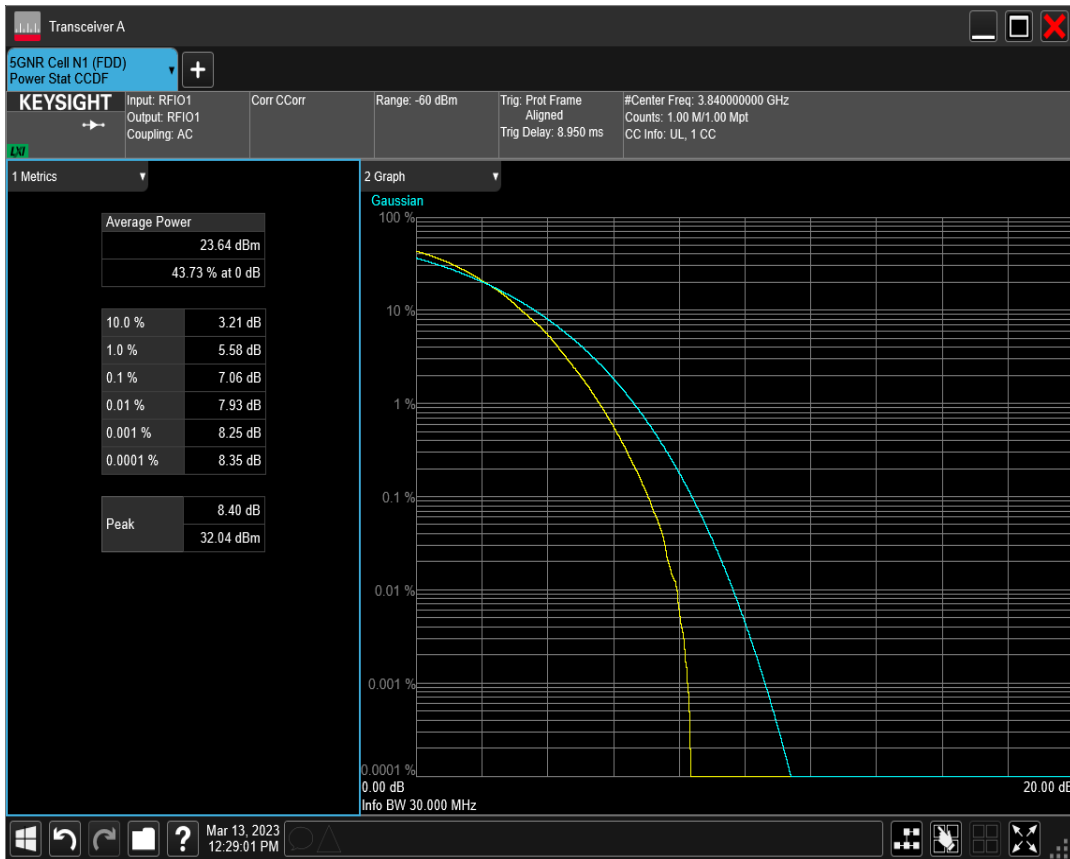 Transceiver A
5GNR Cell N1 (FDD)
Power Stat CCDF
+
KEYSIGHT
LXI
Input: RFIO1
Output: RFIO1
Coupling: AC
Corr CCorr
Range: -60 dBm
Trig: Prot Frame
Aligned
Trig Delay: 8.950 ms
#Center Freq: 3.840000000 GHz
Counts: 1.00 M/1.00 Mpt
CC Info: UL, 1 CC
1 Metrics
Average Power
23.64 dBm
43.73 % at 0 dB
10.0 % 3.21 dB
1.0 % 5.58 dB
0.1 % 7.06 dB
0.01 % 7.93 dB
0.001 % 8.25 dB
0.0001 % 8.35 dB
Peak 8.40 dB
32.04 dBm
2 Graph
Gaussian
100 %
10 %
1 %
0.1 %
0.01 %
0.001 %
0.0001 %
0.00 dB 20.00 dB
Info BW 30.000 MHz
?
Mar 13, 2023
12:29:01 PM